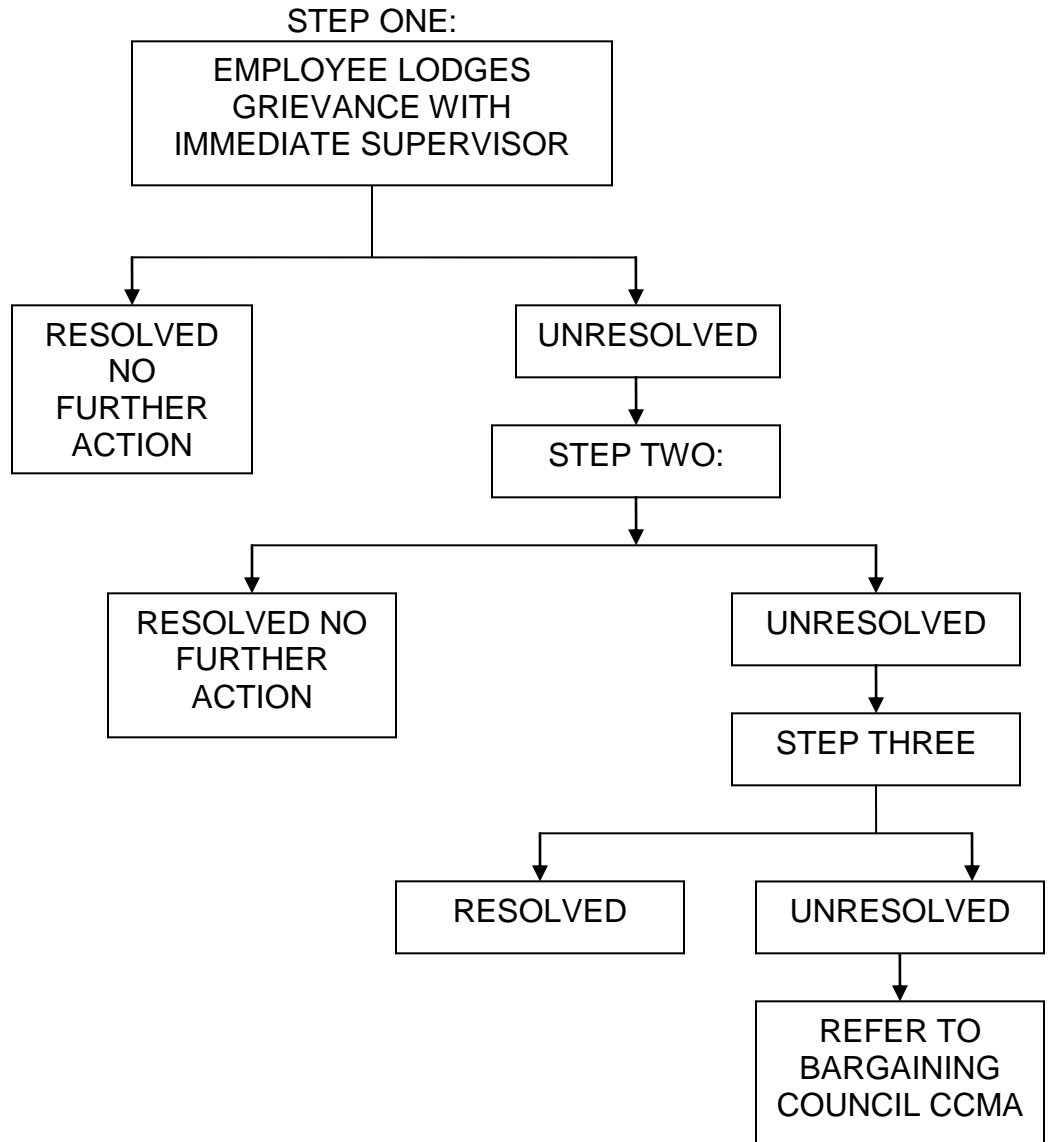 STEP ONE:
EMPLOYEE LODGES
GRIEVANCE WITH
IMMEDIATE SUPERVISOR
RESOLVED
NO
FURTHER
ACTION
UNRESOLVED
STEP TWO:
RESOLVED NO
FURTHER
ACTION
UNRESOLVED
STEP THREE
RESOLVED
UNRESOLVED
REFER TO
BARGAINING
COUNCIL CCMA